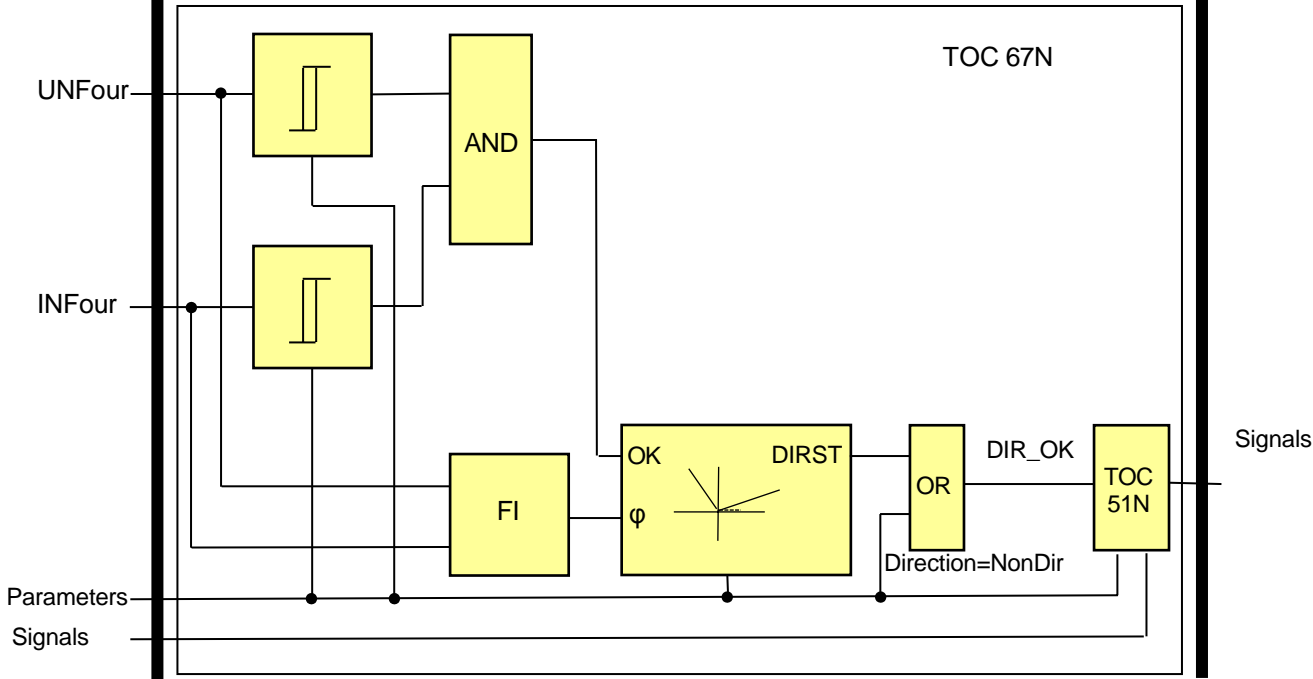 TOC 67N
UNFour
AND
INFour
OK
DIRST
φ
FI
OR
DIR_OK
TOC
51N
Signals
Direction=NonDir
Parameters
Signals